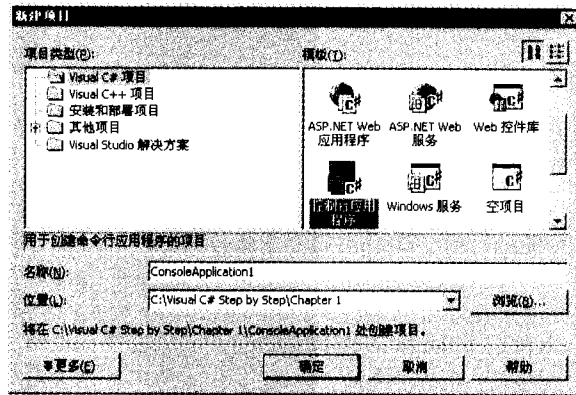 新建项目
项目类型(P):
模板(T):
Visual C# 项目
Visual C++ 项目
安装和部署项目
其他项目
Visual Studio 解决方案
ASP.NET Web 应用程序
ASP.NET Web 服务
Web 控件库
控制台应用程序
Windows 服务
空项目
用于创建命令行应用程序的项目
名称(N):
ConsoleApplication1
位置(L):
C:\Visual C# Step by Step\Chapter 1
浏览(B)...
将在 C:\Visual C# Step by Step\Chapter 1\ConsoleApplication1 处创建项目。
更多(E)
确定
取消
帮助